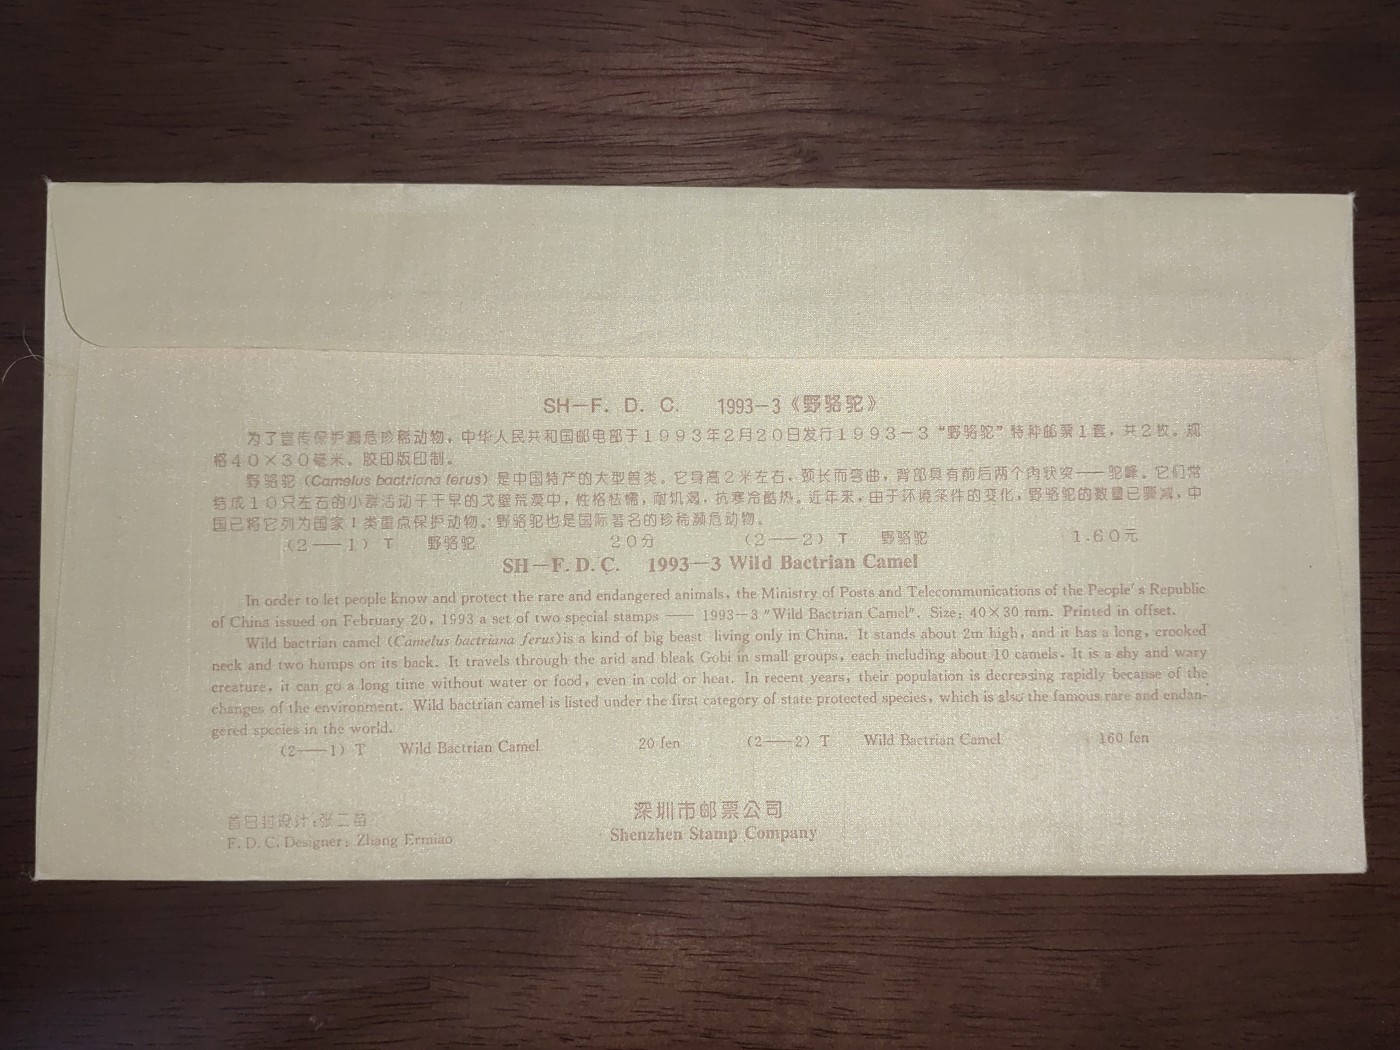 SH－F. D. C. 1993－3《野骆驼》
为了宣传保护濒危珍稀动物，中华人民共和国邮电部于１９９３年２月２０日发行１９９３－３“野骆驼”特种邮票１套，共２枚。规
格４０×３０毫米。胶印版印制。
野骆驼（Camelus bactriana ferus）是中国特产的大型兽类。它身高２米左右，颈长而弯曲，背部具有前后两个肉状突——驼峰。它们常
结成１０只左右的小群活动于干旱的戈壁荒漠中，性格怯懦，耐饥渴，抗寒冷酷热。近年来，由于环境条件的变化，野骆驼的数量已骤减，中
国已将它列为国家Ⅰ类重点保护动物。野骆驼也是国际著名的珍稀濒危动物。
（２——１）Ｔ 野骆驼 ２０分 （２——２）Ｔ 野骆驼 １.６０元
SH－F. D. C. 1993－3 Wild Bactrian Camel
In order to let people know and protect the rare and endangered animals, the Ministry of Posts and Telecommunications of the People's Republic
of China issued on February 20, 1993 a set of two special stamps —— 1993－3 "Wild Bactrian Camel". Size: 40×30 mm. Printed in offset.
Wild bactrian camel (Camelus bactriana ferus)is a kind of big beast living only in China. It stands about 2m high, and it has a long, crooked
neck and two humps on its back. It travels through the arid and bleak Gobi in small groups, each including about 10 camels. It is a shy and wary
creature, it can go a long time without water or food, even in cold or heat. In recent years, their population is decreasing rapidly because of the
changes of the environment. Wild bactrian camel is listed under the first category of state protected species, which is also the famous rare and endan-
gered species in the world.
(2——1) T Wild Bactrian Camel 20 fen (2——2) T Wild Bactrian Camel 160 fen
深圳市邮票公司
Shenzhen Stamp Company
首日封设计：张二苗
F. D. C. Designer: Zhang Ermiao